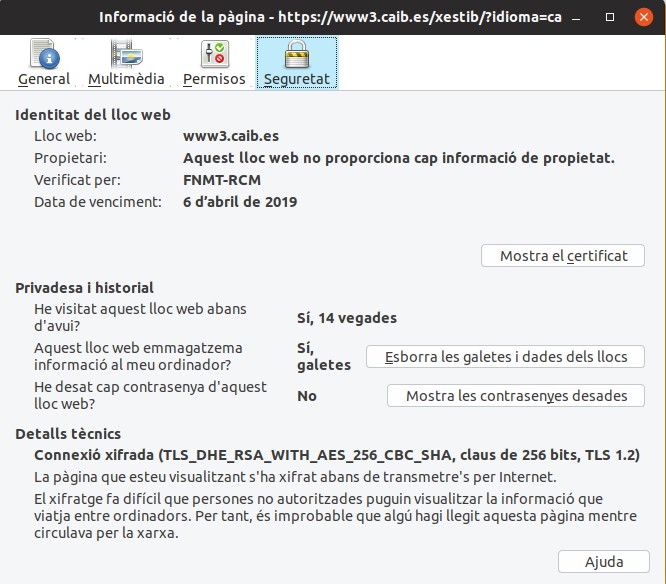 Informació de la pàgina - https://www3.caib.es/xestib/?idioma=ca
General Multimèdia Permisos Seguretat
Identitat del lloc web
Lloc web: www3.caib.es
Propietari: Aquest lloc web no proporciona cap informació de propietat.
Verificat per: FNMT-RCM
Data de venciment: 6 d’abril de 2019
Mostra el certificat
Privadesa i historial
He visitat aquest lloc web abans
d'avui?
Sí, 14 vegades
Aquest lloc web emmagatzema
informació al meu ordinador?
Sí,
galetes
Esborra les galetes i dades dels llocs
He desat cap contrasenya d'aquest
lloc web?
No
Mostra les contrasenyes desades
Detalls tècnics
Connexió xifrada (TLS_DHE_RSA_WITH_AES_256_CBC_SHA, claus de 256 bits, TLS 1.2)
La pàgina que esteu visualitzant s'ha xifrat abans de transmetre's per Internet.
El xifratge fa difícil que persones no autoritzades puguin visualitzar la informació que
viatja entre ordinadors. Per tant, és improbable que algú hagi llegit aquesta pàgina mentre
circulava per la xarxa.
Ajuda